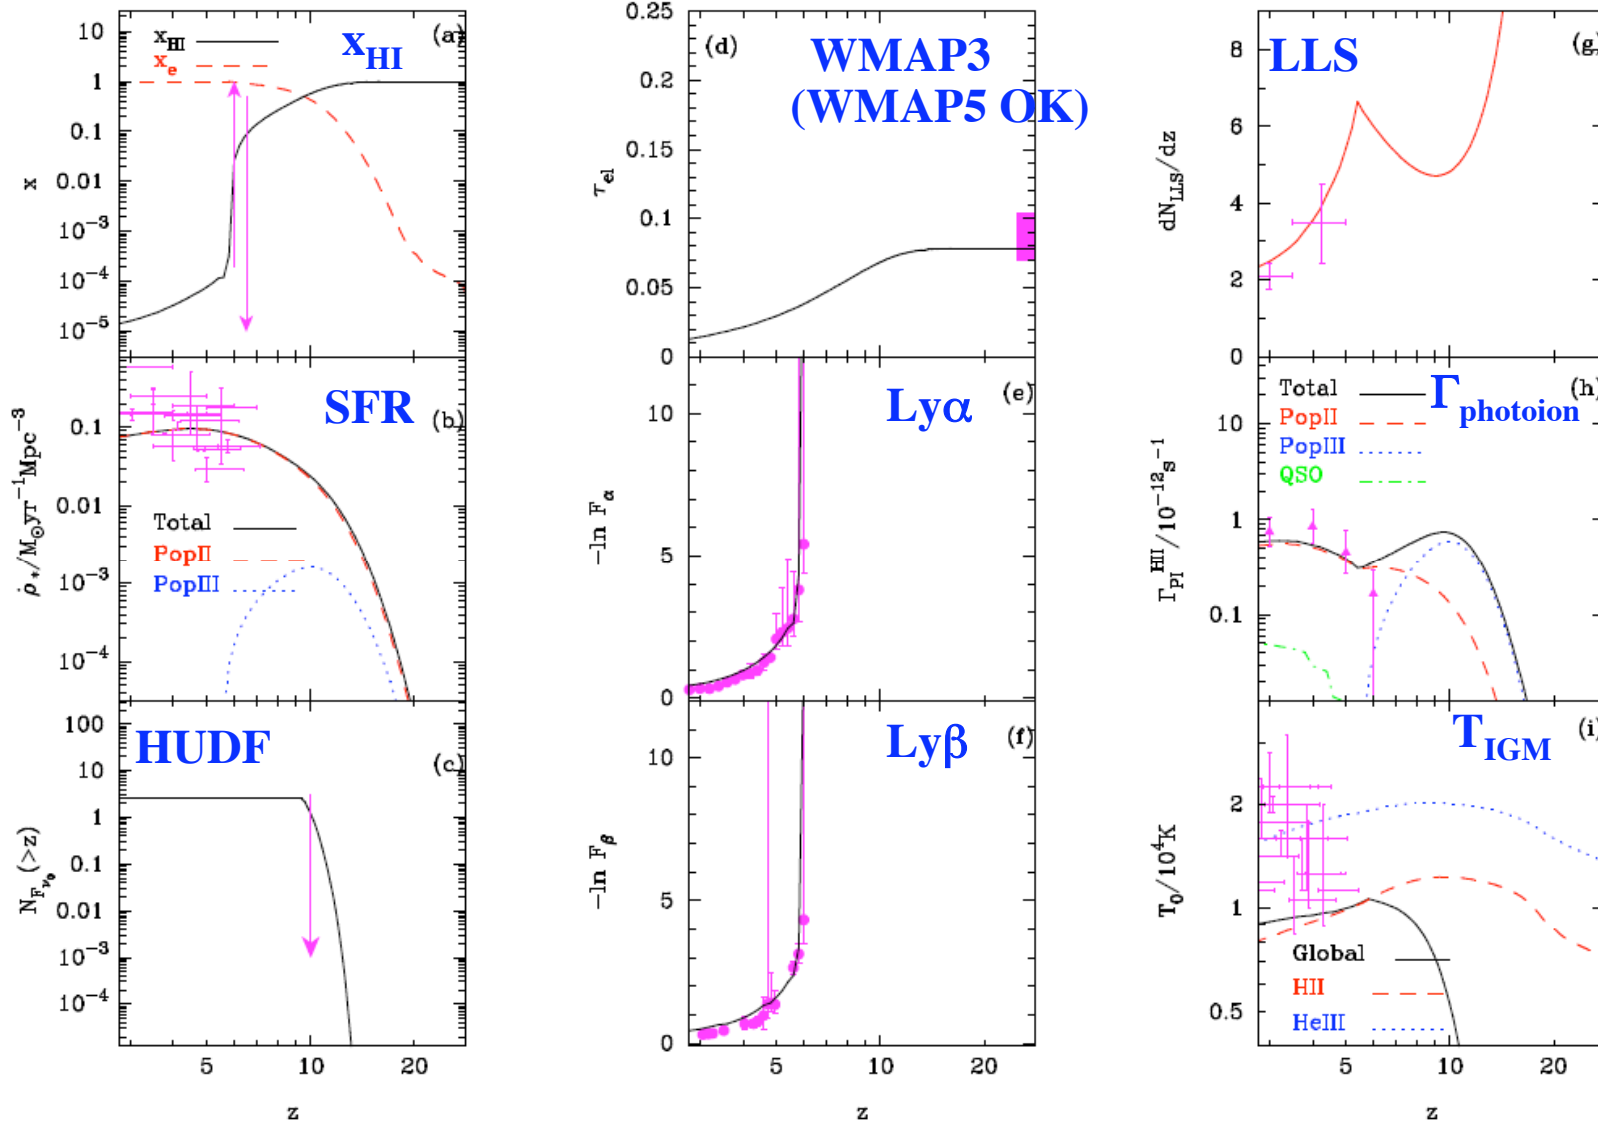 (a)
x_HI
x_e
x_HI
10
1
0.1
0.01
10^−3
10^−4
10^−5
x
(b)
SFR
0.1
0.01
10^−3
10^−4
ρ̇_*/M_⊙yr^−1Mpc^−3
Total
PopII
PopIII
(c)
HUDF
100
10
1
0.1
0.01
10^−3
10^−4
N_Fν0(>z)
5 10 20
z
(d)
WMAP3
(WMAP5 OK)
0.25
0.2
0.15
0.1
0.05
0
τ_el
(e)
Lyα
10
5
0
−ln F_α
(f)
Lyβ
10
5
0
−ln F_β
5 10 20
z
(g)
LLS
8
6
4
2
0
dN_LLS/dz
(h)
Γ_photoion
Total
PopII
PopIII
QSO
10
1
0.1
Γ_PI^HII/10^−12s^−1
(i)
T_IGM
2
1
0.5
T_0/10^4K
Global
HII
HeIII
5 10 20
z